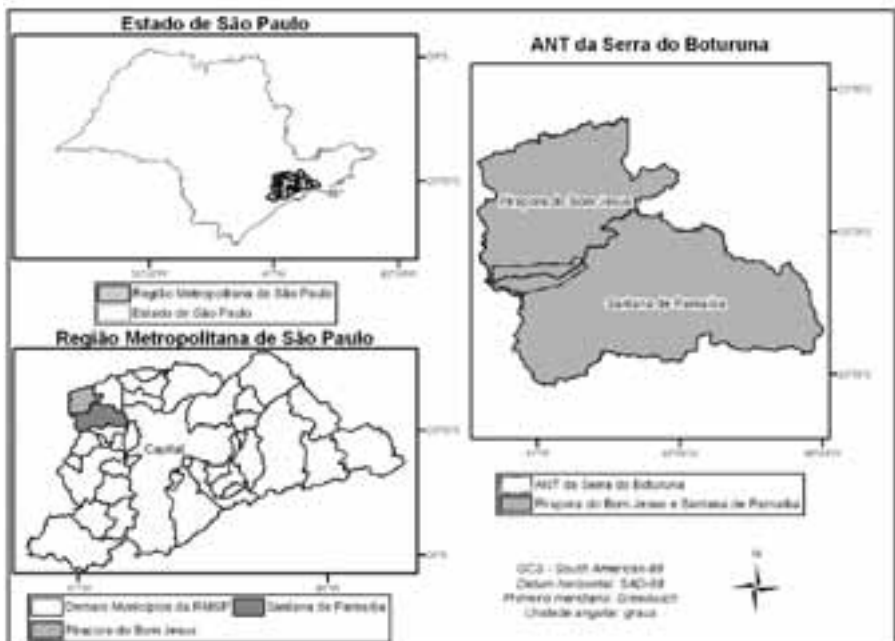 Estado de São Paulo
Região Metropolitana de São Paulo
Estado de São Paulo
Região Metropolitana de São Paulo
Capital
Demais Municípios da RMSP
Santana de Parnaíba
Pirapora do Bom Jesus
ANT da Serra do Boturuna
Pirapora do Bom Jesus
Santana de Parnaíba
ANT da Serra do Boturuna
Pirapora do Bom Jesus e Santana de Parnaíba
GCS - South American-69
Datum horizontal: SAD-69
Primeiro meridiano: Greenwich
Unidade angular: graus
N